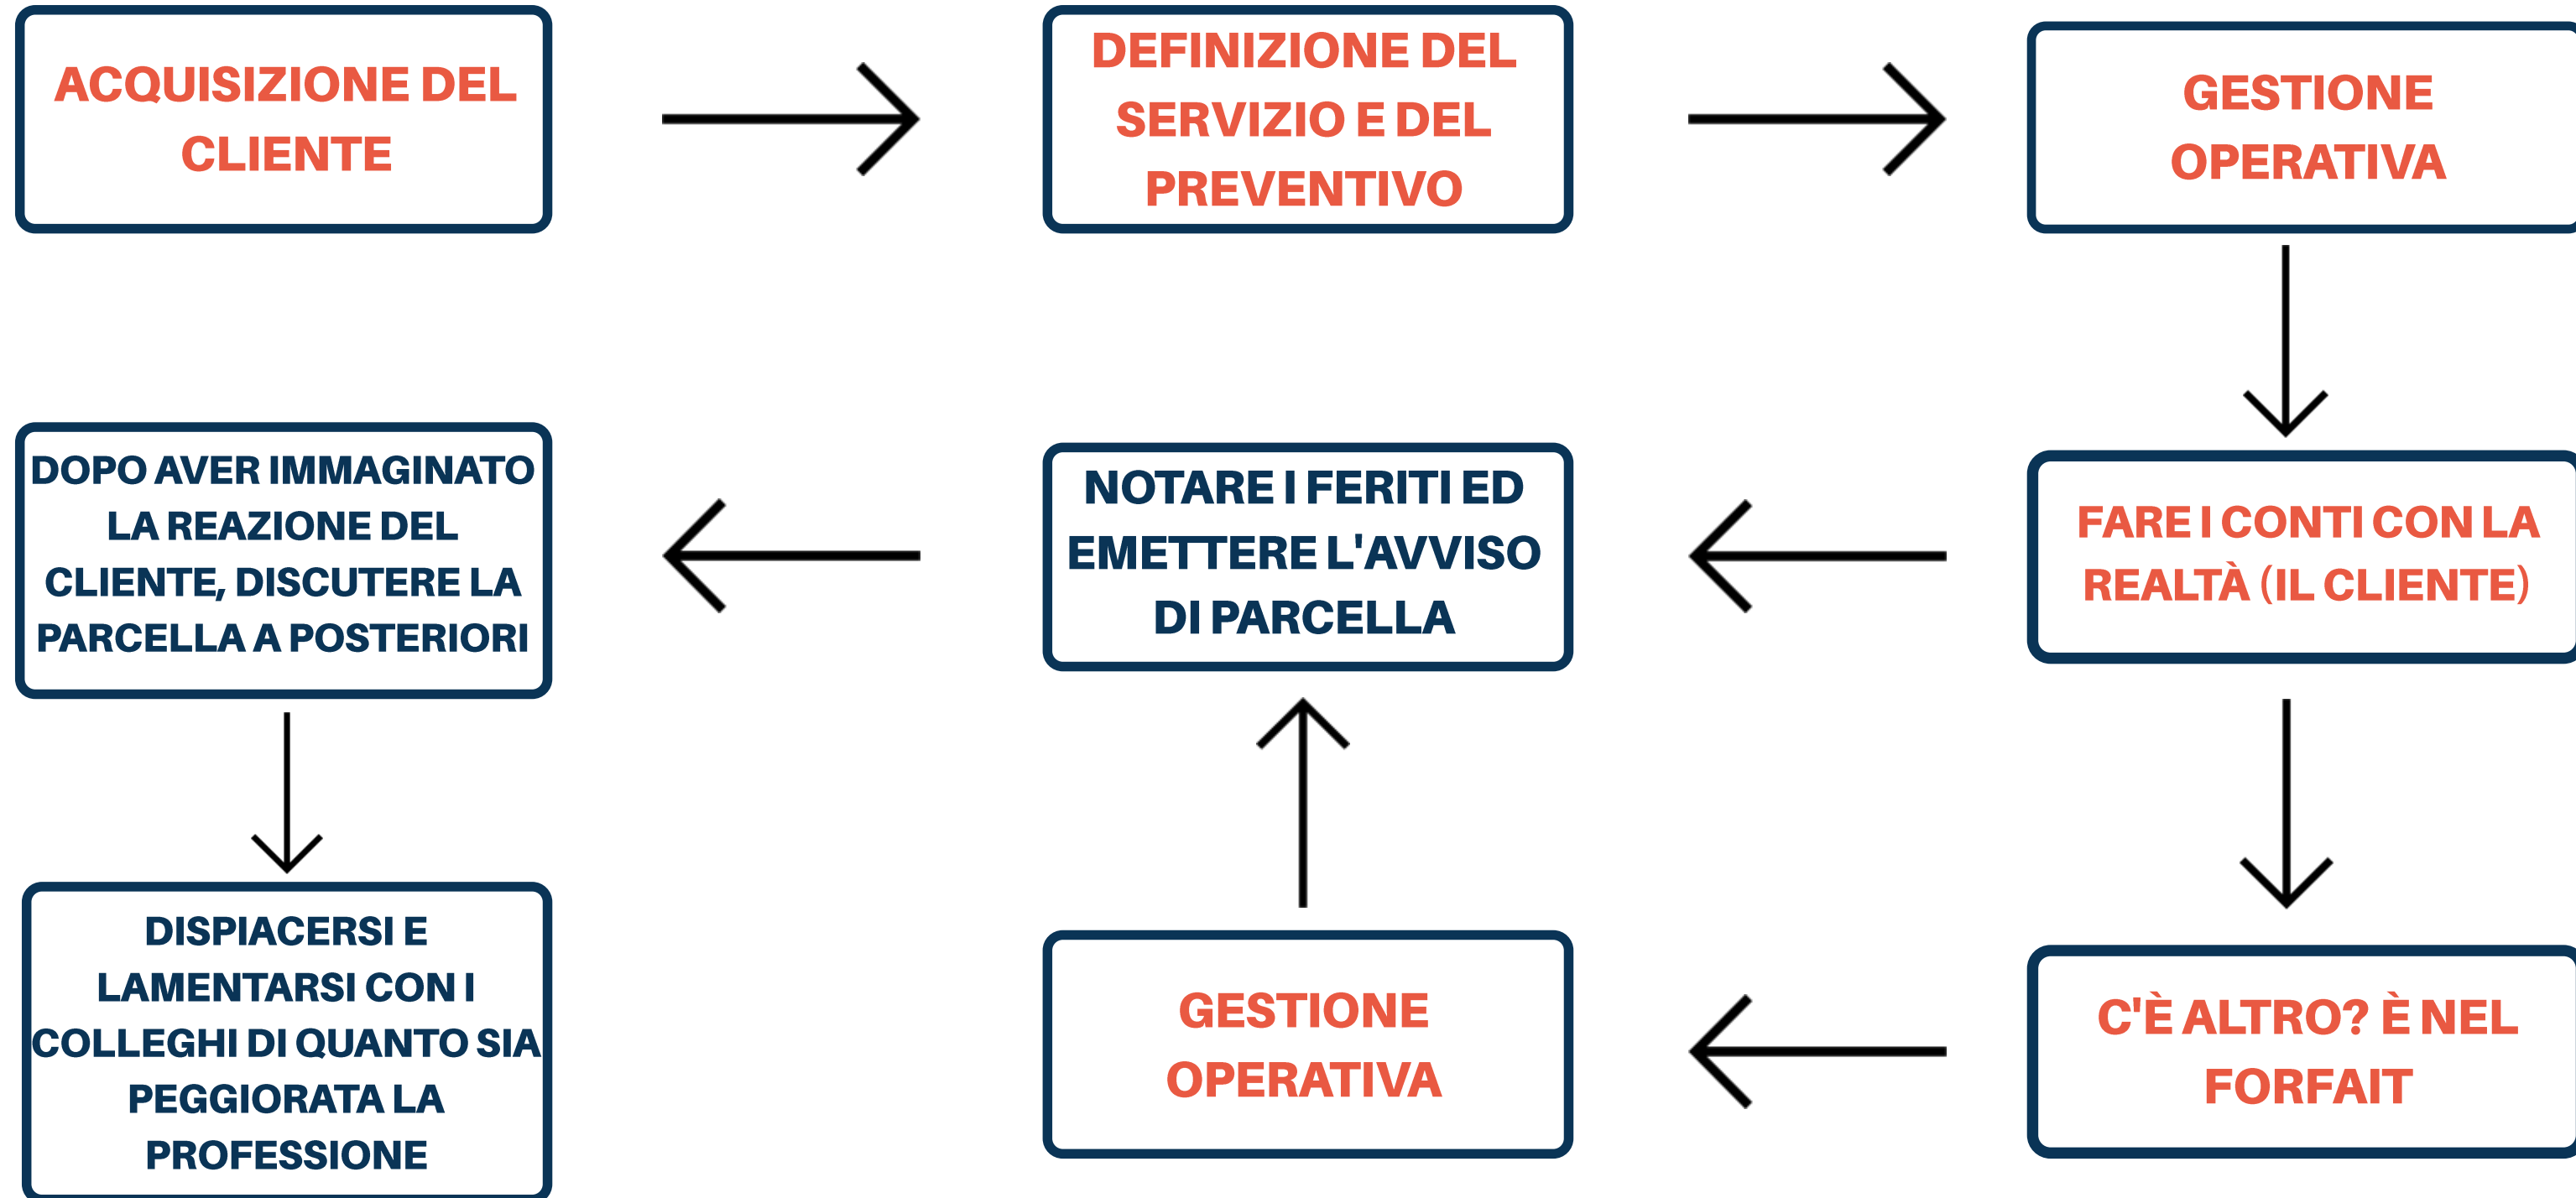 ACQUISIZIONE DEL
CLIENTE
DEFINIZIONE DEL
SERVIZIO E DEL
PREVENTIVO
GESTIONE
OPERATIVA
FARE I CONTI CON LA
REALTÀ (IL CLIENTE)
NOTARE I FERITI ED
EMETTERE L'AVVISO
DI PARCELLA
DOPO AVER IMMAGINATO
LA REAZIONE DEL
CLIENTE, DISCUTERE LA
PARCELLA A POSTERIORI
DISPIACERSI E
LAMENTARSI CON I
COLLEGHI DI QUANTO SIA
PEGGIORATA LA
PROFESSIONE
GESTIONE
OPERATIVA
C'È ALTRO? È NEL
FORFAIT